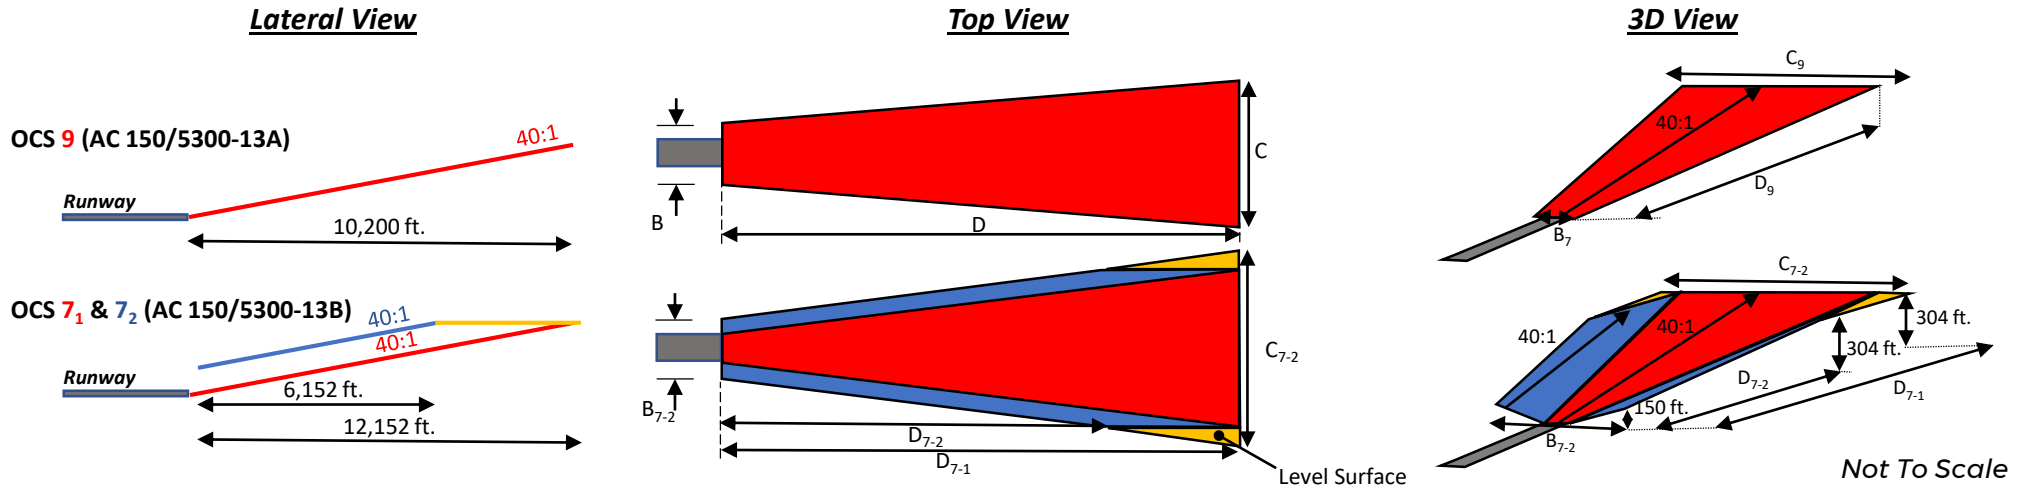 Lateral View
Top View
3D View
OCS 9 (AC 150/5300-13A)
40:1
Runway
10,200 ft.
B
C
D
C9
40:1
D9
B7
OCS 71 & 72 (AC 150/5300-13B)
40:1
40:1
Runway
6,152 ft.
12,152 ft.
B7-2
C7-2
D7-2
D7-1
Level Surface
C7-2
40:1
40:1
304 ft.
304 ft.
D7-2
D7-1
150 ft.
B7-2
Not To Scale